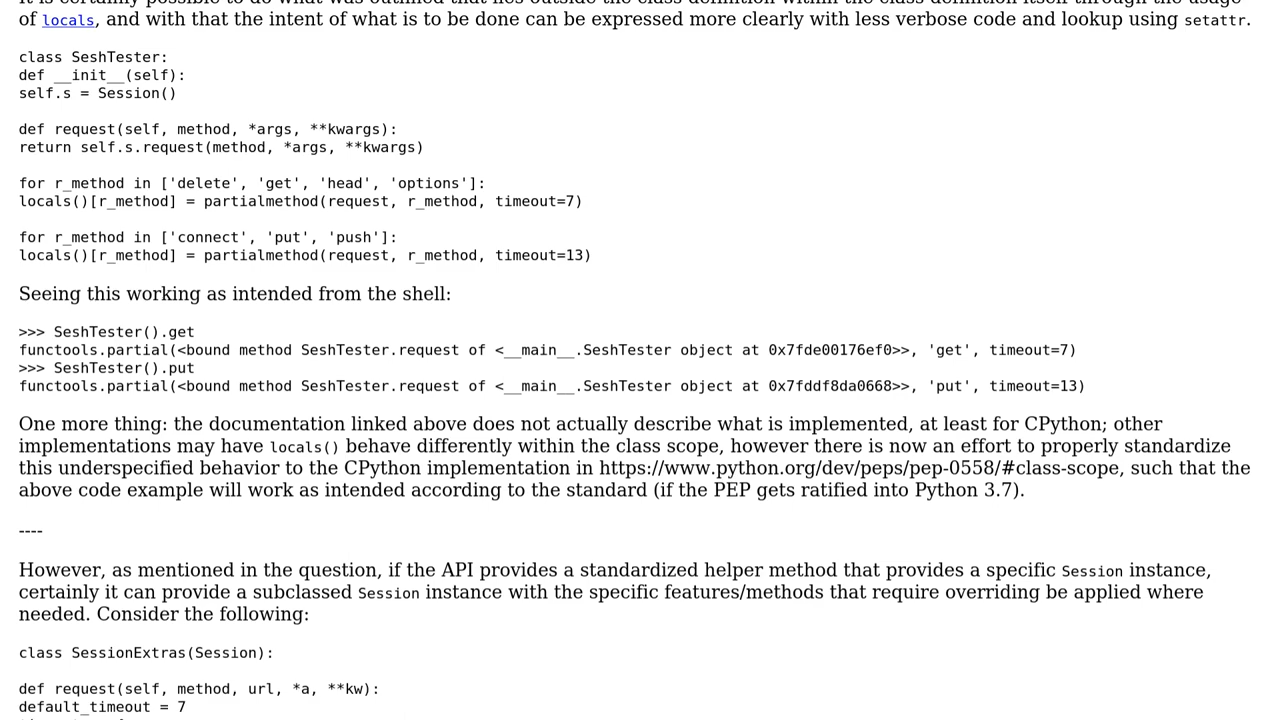 of locals, and with that the intent of what is to be done can be expressed more clearly with less verbose code and lookup using setattr.
class SeshTester:
def __init__(self):
self.s = Session()
def request(self, method, *args, **kwargs):
return self.s.request(method, *args, **kwargs)
for r_method in ['delete', 'get', 'head', 'options']:
locals()[r_method] = partialmethod(request, r_method, timeout=7)
for r_method in ['connect', 'put', 'push']:
locals()[r_method] = partialmethod(request, r_method, timeout=13)
Seeing this working as intended from the shell:
>>> SeshTester().get
functools.partial(<bound method SeshTester.request of <__main__.SeshTester object at 0x7fde00176ef0>>, 'get', timeout=7)
>>> SeshTester().put
functools.partial(<bound method SeshTester.request of <__main__.SeshTester object at 0x7fddf8da0668>>, 'put', timeout=13)
One more thing: the documentation linked above does not actually describe what is implemented, at least for CPython; other
implementations may have locals() behave differently within the class scope, however there is now an effort to properly standardize
this underspecified behavior to the CPython implementation in https://www.python.org/dev/peps/pep-0558/#class-scope, such that the
above code example will work as intended according to the standard (if the PEP gets ratified into Python 3.7).
----
However, as mentioned in the question, if the API provides a standardized helper method that provides a specific Session instance,
certainly it can provide a subclassed Session instance with the specific features/methods that require overriding be applied where
needed. Consider the following:
class SessionExtras(Session):
def request(self, method, url, *a, **kw):
default_timeout = 7